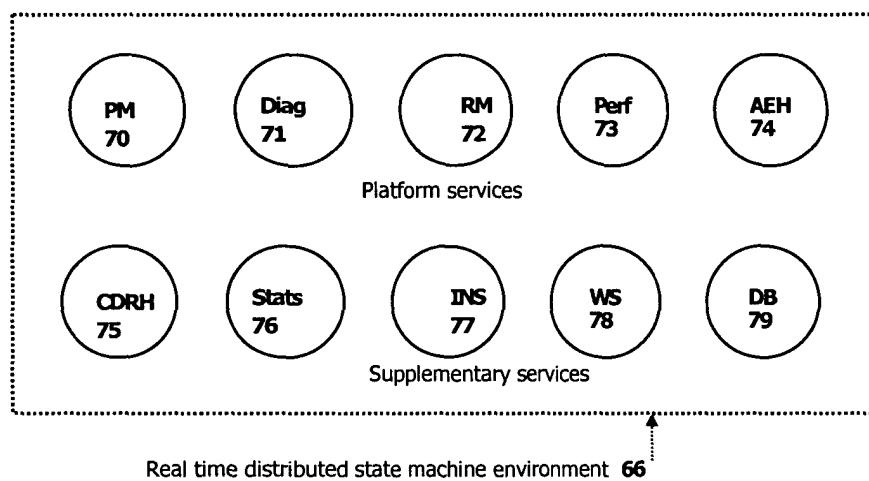 PM Diag RM Perf AEH
70 71 72 73 74
Platform services
CDRH Stats INS WS DB
75 76 77 78 79
Supplementary services
Real time distributed state machine environment 66